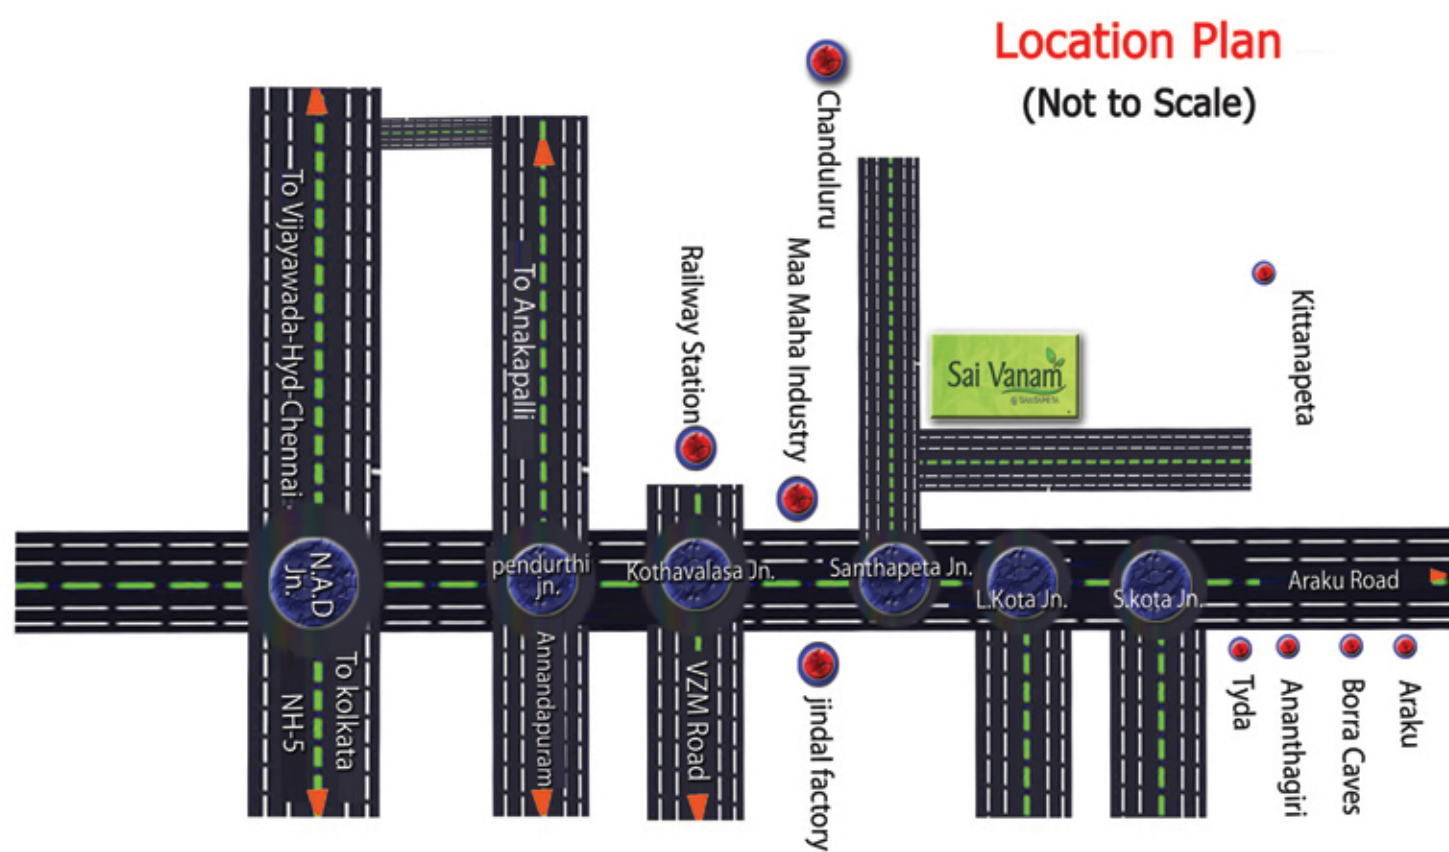 Location Plan
(Not to Scale)
Chanduluru
To Vijayawada-Hyd-Chennai
To Anakapalli
Railway Station
Maa Maha Industry
Sai Vanam
@ SANTAPETA
Kittanapeta
N.A.D
Jn.
pendurthi
jn.
Kothavalasa Jn.
Santhapeta Jn.
L.Kota Jn.
S.kota Jn.
Araku Road
To kolkata
NH-5
Annandapuram
VZM Road
jindal factory
Tyda
Ananthagiri
Borra Caves
Araku